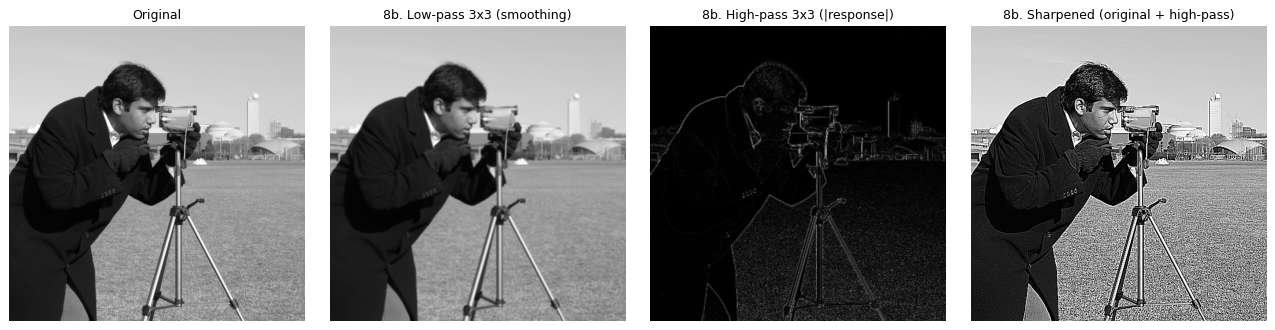 Original
8b. Low-pass 3x3 (smoothing)
8b. High-pass 3x3 (|response|)
8b. Sharpened (original + high-pass)